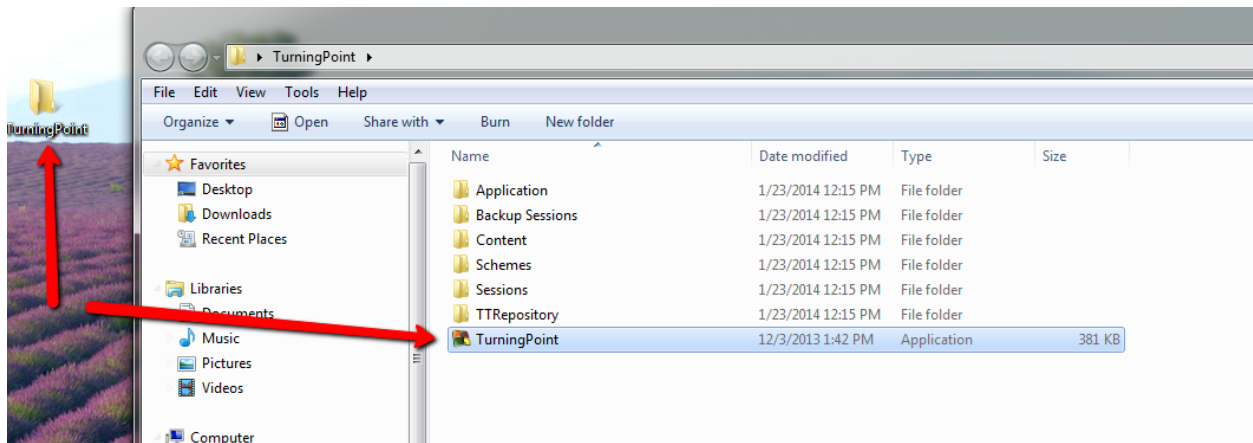 TurningPoint
TurningPoint
File Edit View Tools Help
Organize Open Share with Burn New folder
Favorites
Desktop
Downloads
Recent Places
Libraries
Documents
Music
Pictures
Videos
Computer
Name Date modified Type Size
Application 1/23/2014 12:15 PM File folder
Backup Sessions 1/23/2014 12:15 PM File folder
Content 1/23/2014 12:15 PM File folder
Schemes 1/23/2014 12:15 PM File folder
Sessions 1/23/2014 12:15 PM File folder
TTRepository 1/23/2014 12:15 PM File folder
TurningPoint 12/3/2013 1:42 PM Application 381 KB